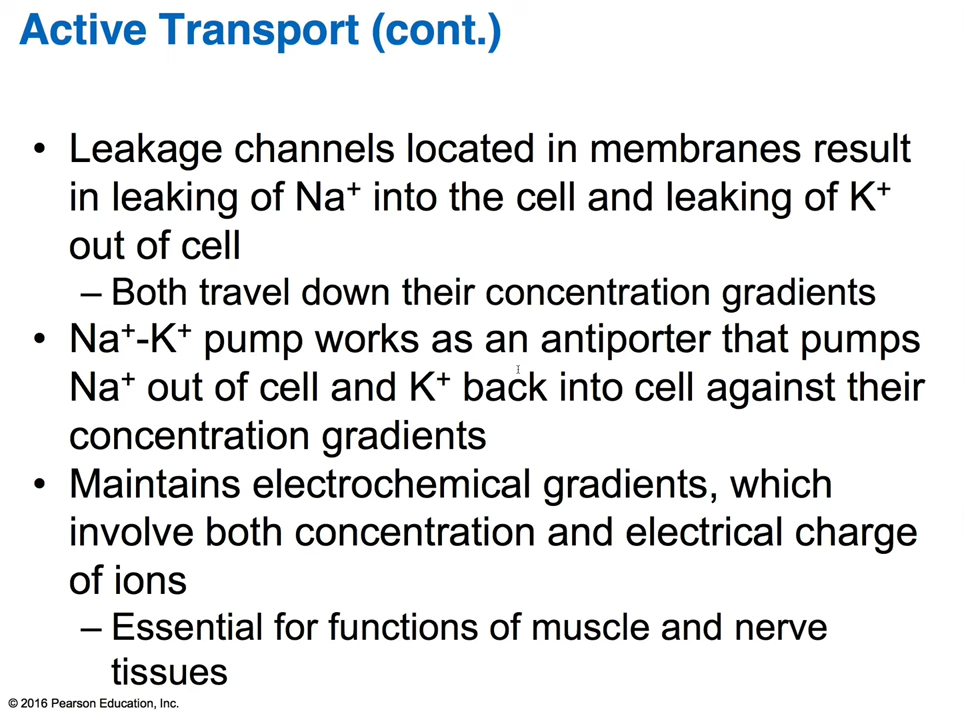 Active Transport (cont.)
• Leakage channels located in membranes result
in leaking of Na⁺ into the cell and leaking of K⁺
out of cell
– Both travel down their concentration gradients
• Na⁺-K⁺ pump works as an antiporter that pumps
Na⁺ out of cell and K⁺ back into cell against their
concentration gradients
• Maintains electrochemical gradients, which
involve both concentration and electrical charge
of ions
– Essential for functions of muscle and nerve
tissues
© 2016 Pearson Education, Inc.